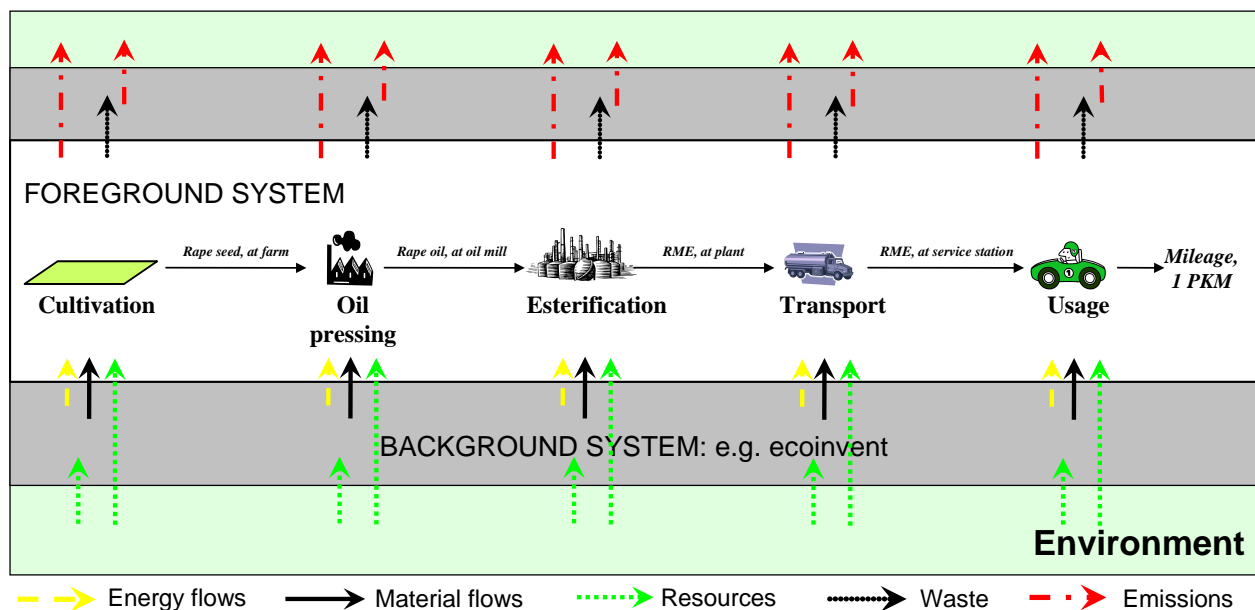 FOREGROUND SYSTEM
Rape seed, at farm
Rape oil, at oil mill
RME, at plant
RME, at service station
Mileage,
1 PKM
1
Cultivation
Oil
pressing
Esterification
Transport
Usage
BACKGROUND SYSTEM: e.g. ecoinvent
Environment
Energy flows
Material flows
Resources
Waste
Emissions